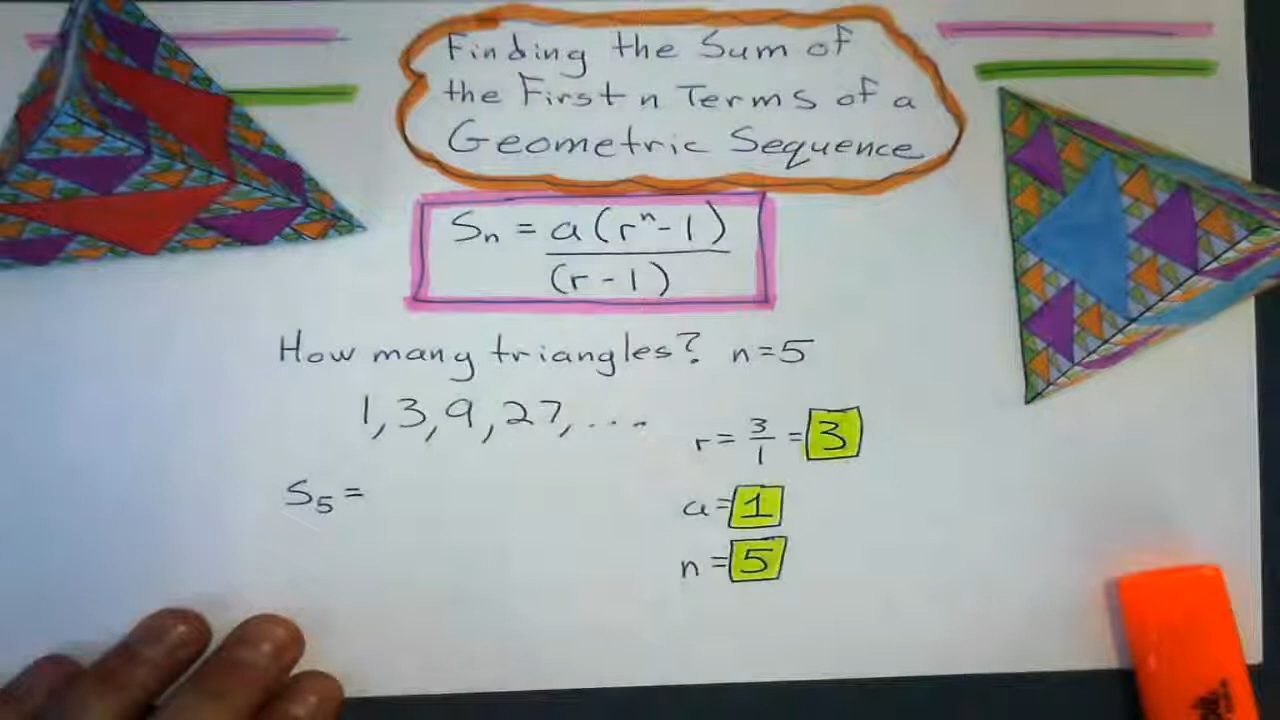 Finding the Sum of
the First n Terms of a
Geometric Sequence
Sn = a(rⁿ-1)
(r-1)
How many triangles? n=5
1,3,9,27,....
r = 3/1 = 3
S5 =
a = 1
n = 5